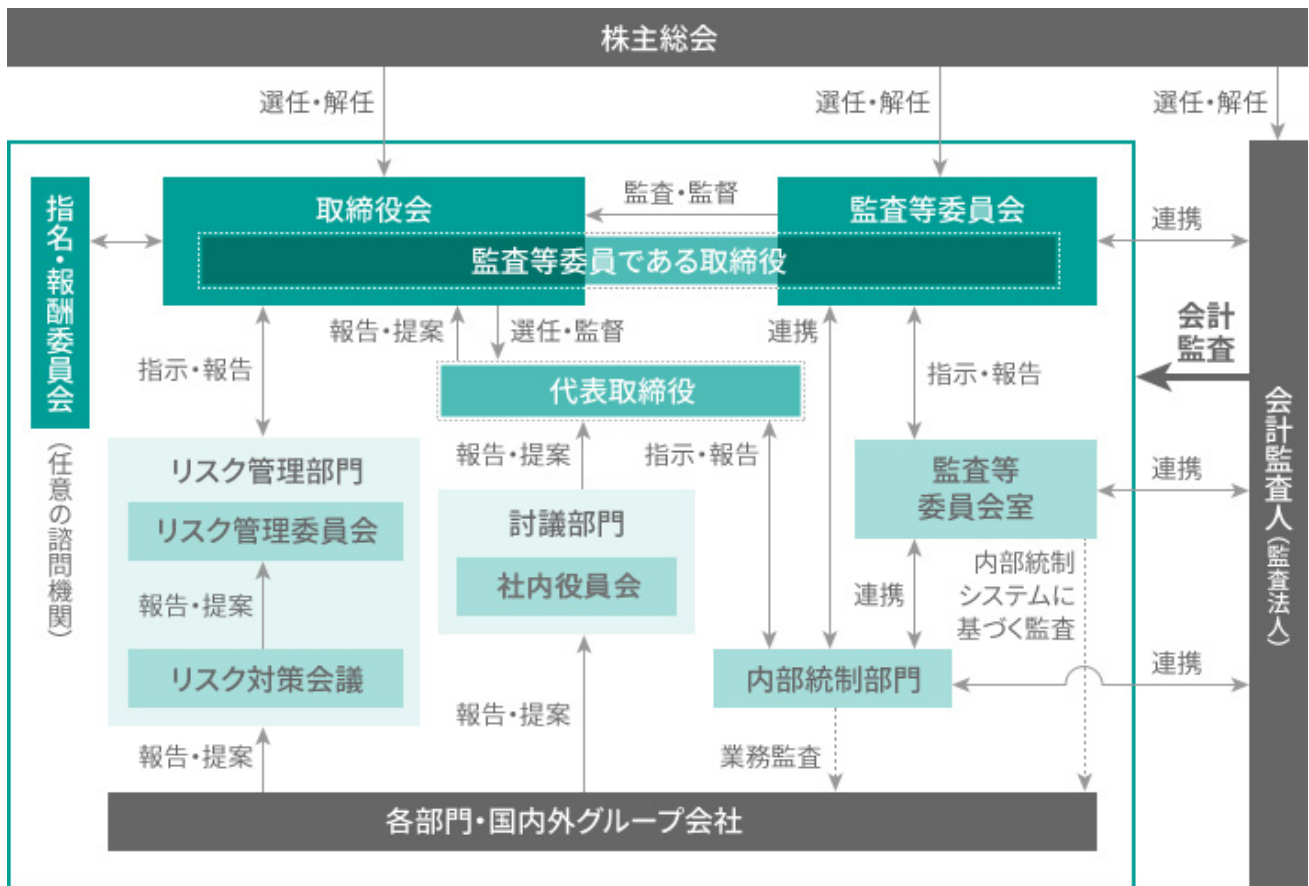 株主総会
選任・解任
選任・解任
選任・解任
指名・報酬委員会
（任意の諮問機関）
取締役会
監査・監督
監査等委員会
監査等委員である取締役
連携
報告・提案
選任・監督
連携
会計
監査
指示・報告
代表取締役
指示・報告
会計監査人（監査法人）
リスク管理部門
リスク管理委員会
報告・提案
リスク対策会議
報告・提案
報告・提案
討議部門
社内役員会
報告・提案
指示・報告
監査等
委員会室
連携
連携
内部統制
システムに
基づく監査
内部統制部門
連携
業務監査
各部門・国内外グループ会社